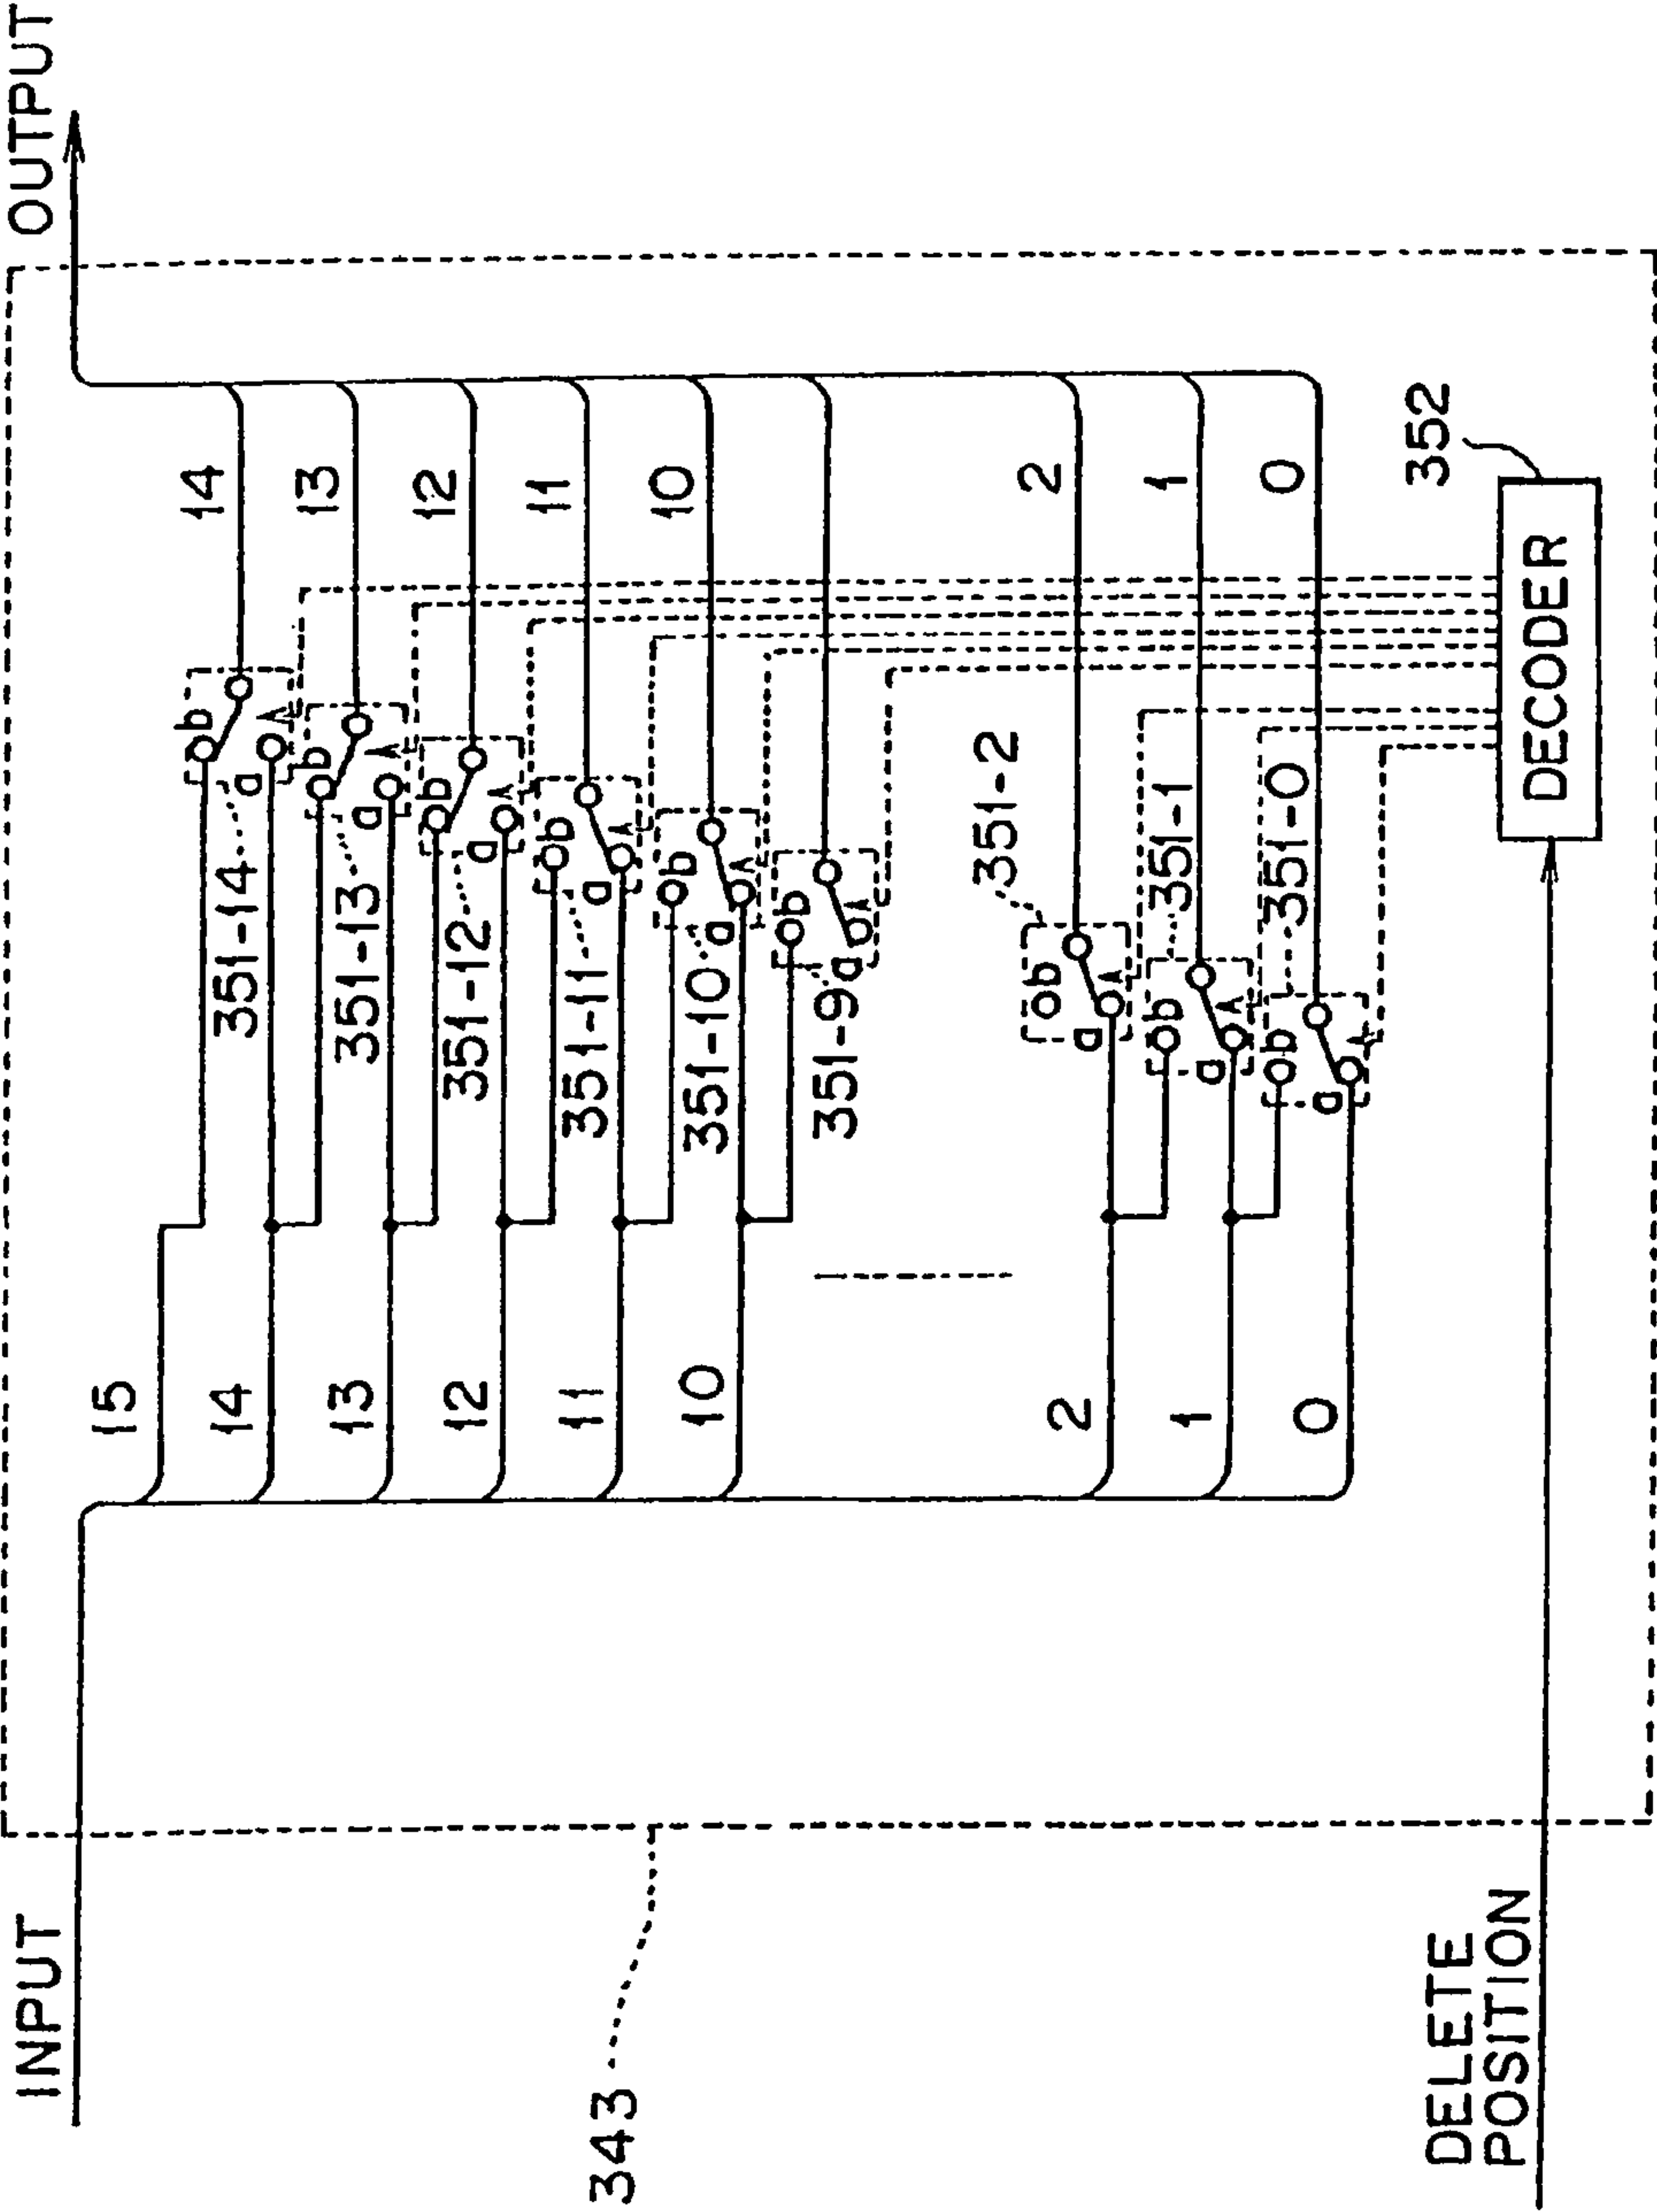 INPUT
OUTPUT
15
14
14
b
a
351-14
13
13
b
a
351-13
12
12
b
a
351-12
11
11
b
a
351-11
10
10
b
a
351-10
b
a
351-9
343
2
2
b
a
351-2
1
1
b
a
351-1
0
0
b
a
351-0
352
DECODER
DELETE
POSITION